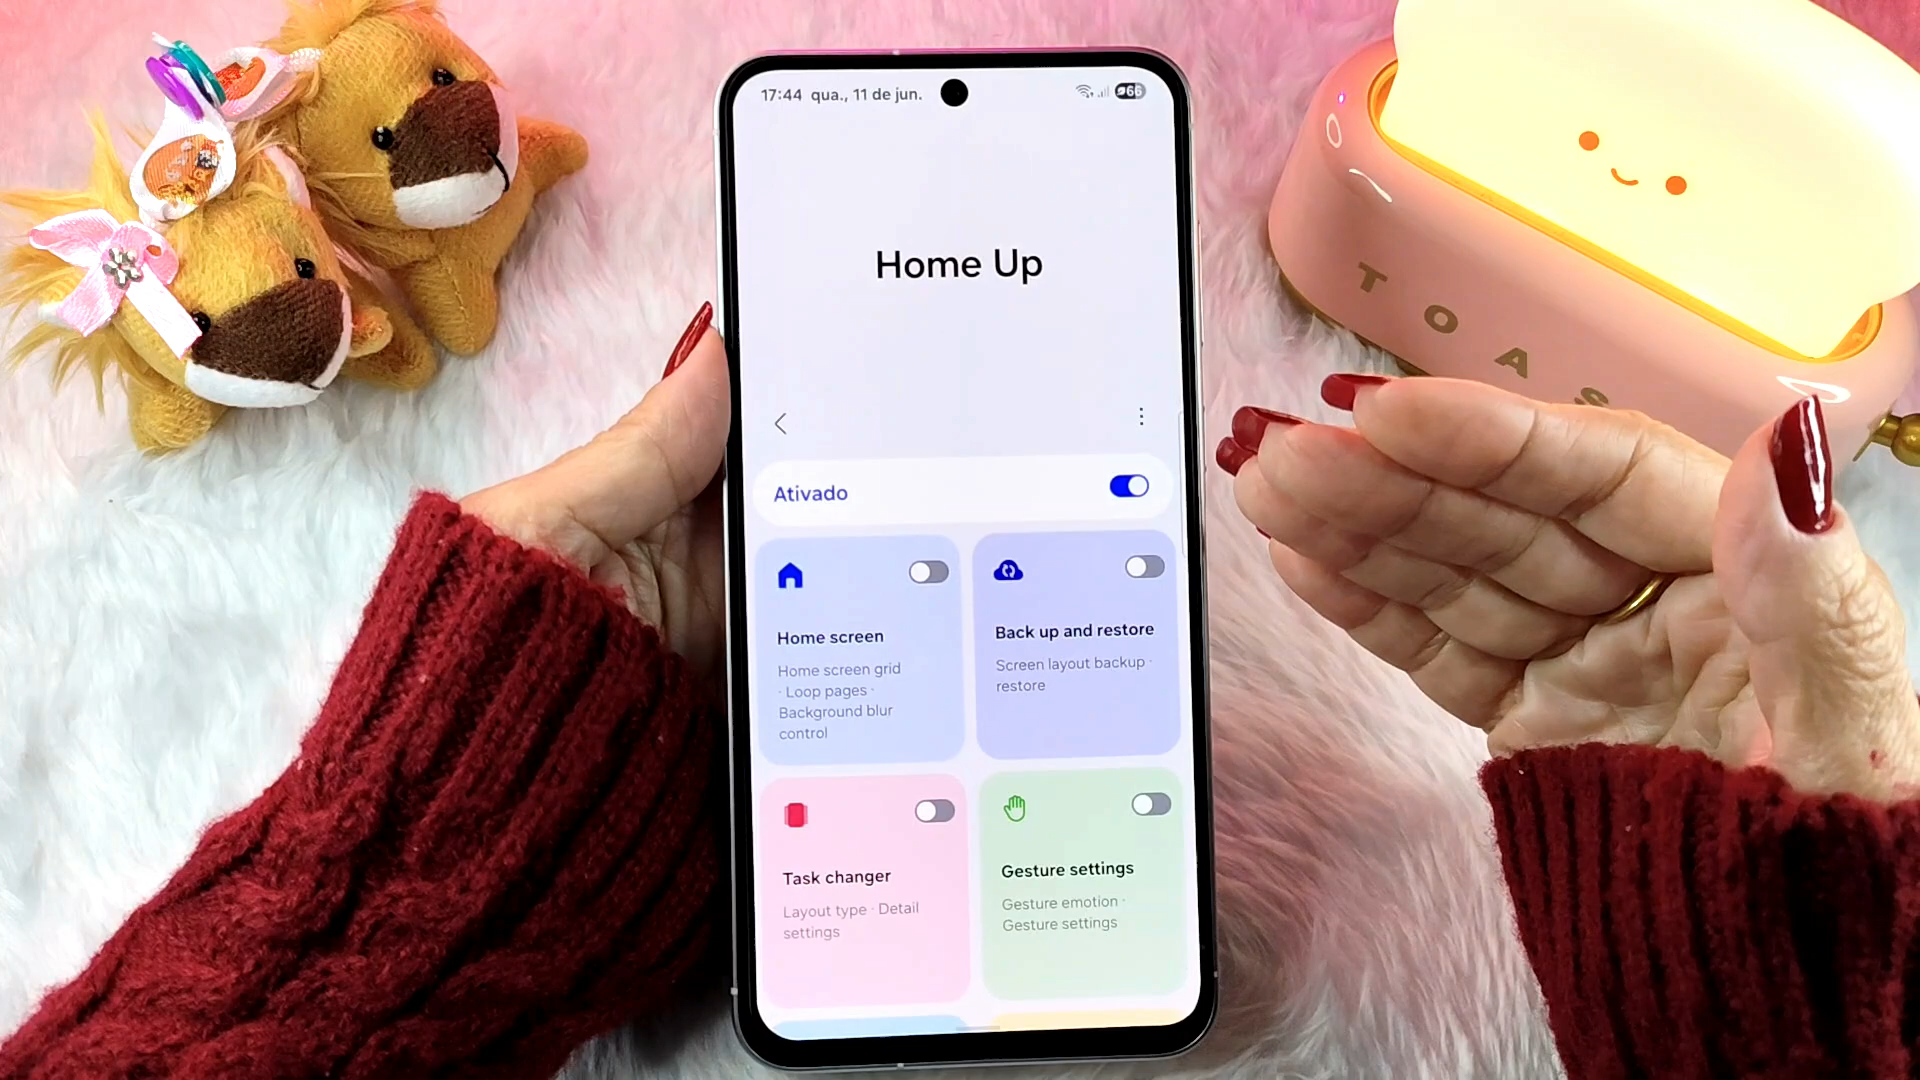 17:44 qua., 11 de jun.
66
Home Up
Ativado
Home screen
Home screen grid
· Loop pages ·
Background blur
control
Back up and restore
Screen layout backup ·
restore
Task changer
Layout type · Detail
settings
Gesture settings
Gesture emotion ·
Gesture settings
T O A S